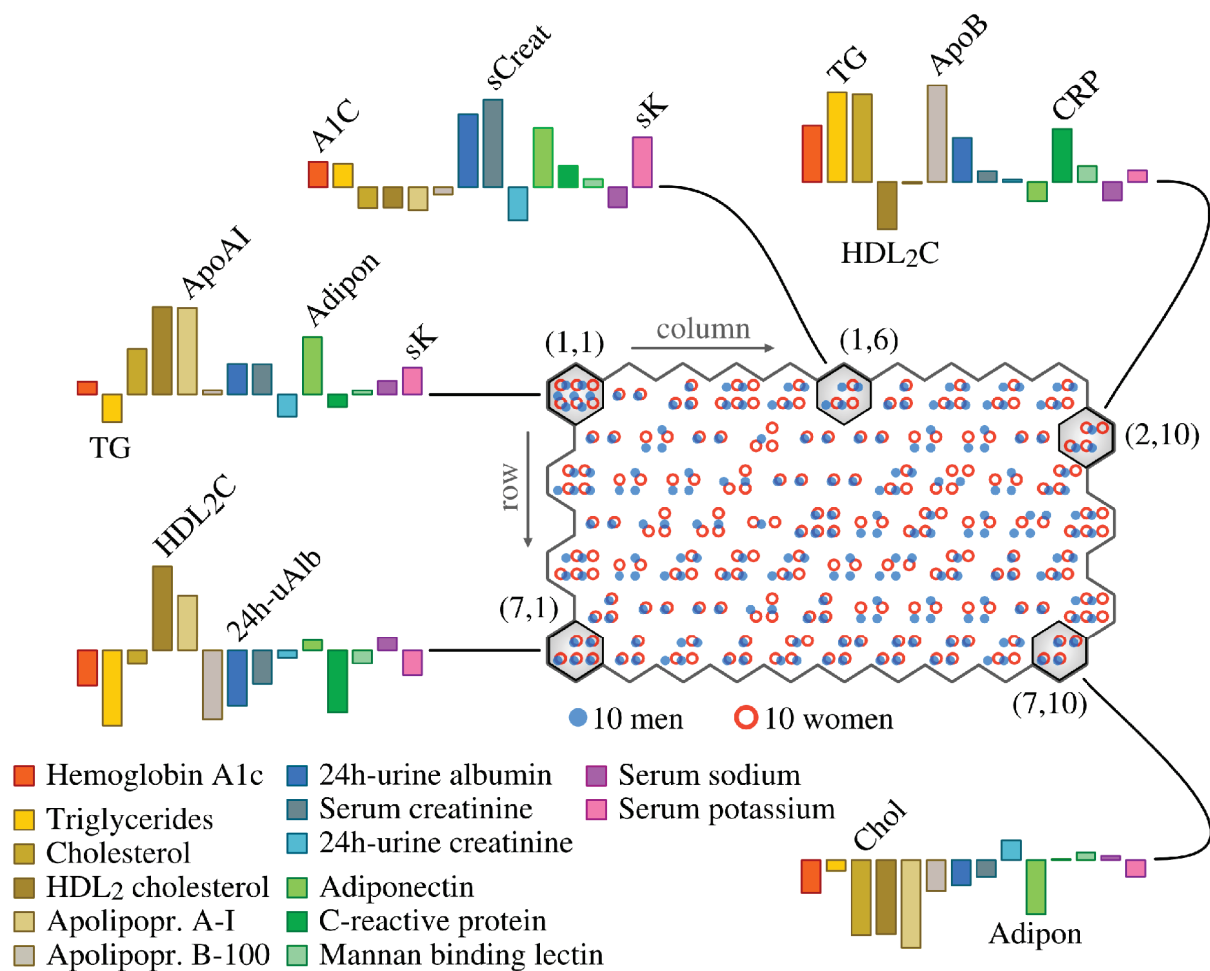 sCreat
A1C
sK
TG
ApoB
CRP
HDL₂C
ApoAI
Adipon
sK
TG
(1,1)
column
(1,6)
(2,10)
row
HDL₂C
24h-uAlb
(7,1)
(7,10)
10 men
10 women
Hemoglobin A1c
Triglycerides
Cholesterol
HDL₂ cholesterol
Apolipopr. A-I
Apolipopr. B-100
24h-urine albumin
Serum creatinine
24h-urine creatinine
Adiponectin
C-reactive protein
Mannan binding lectin
Serum sodium
Serum potassium
Chol
Adipon